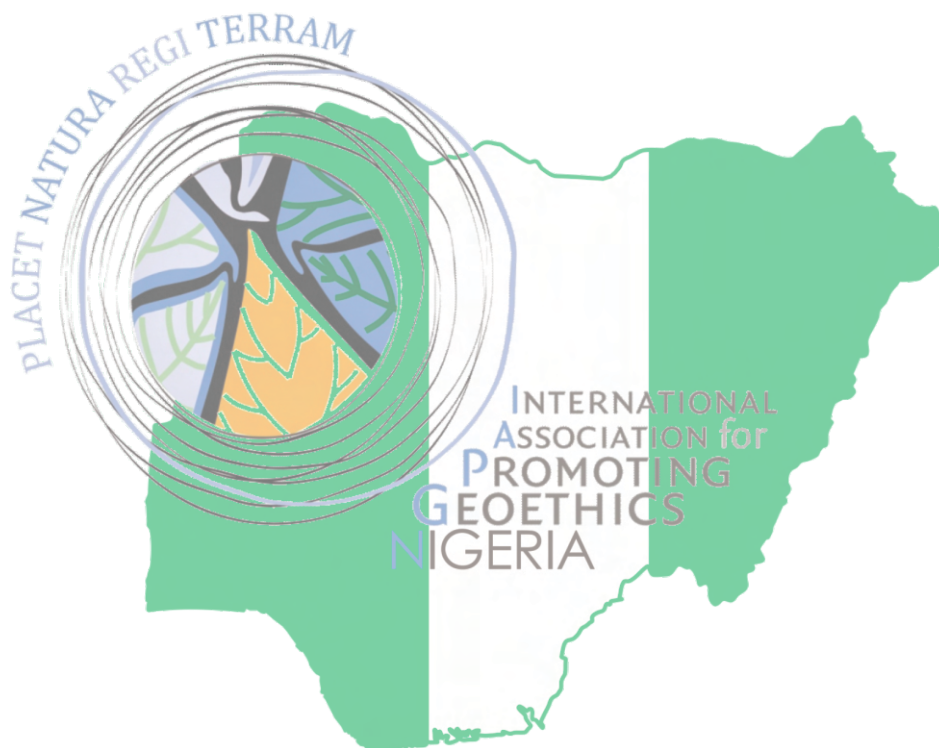 PLACET NATURA REGI TERRAM
INTERNATIONAL
ASSOCIATION for
PROMOTING
GEOETHICS
NIGERIA